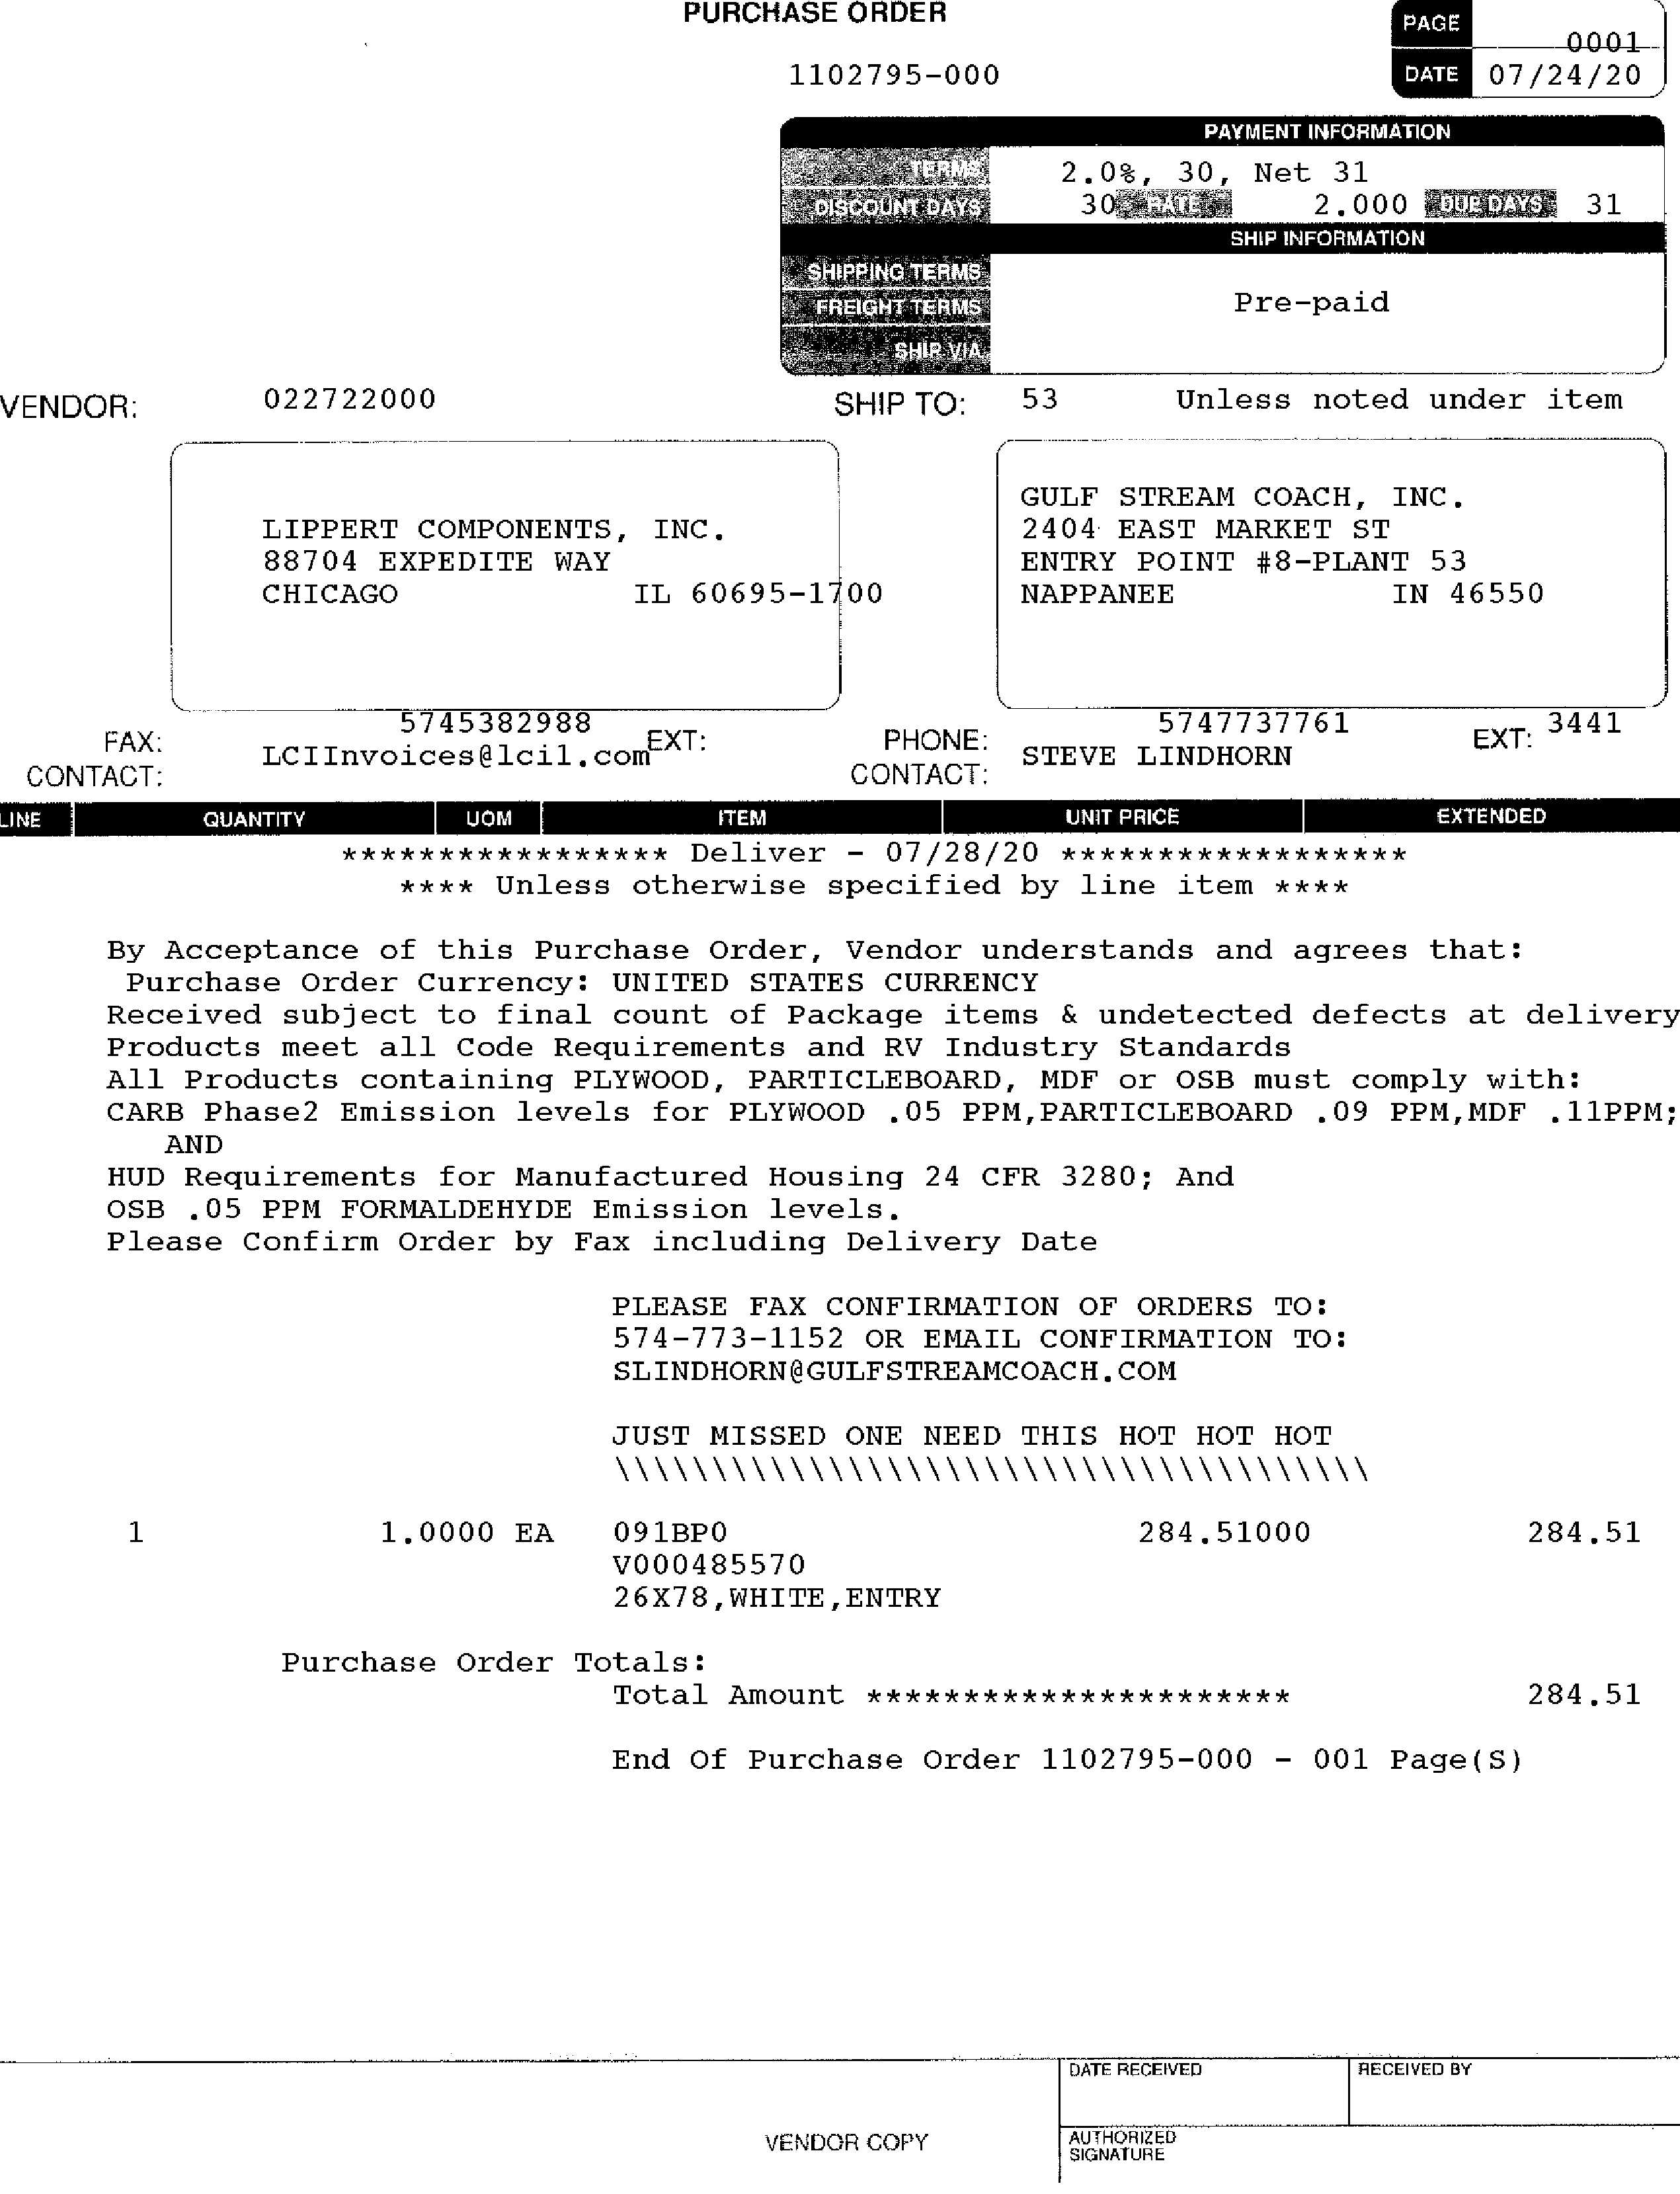 PURCHASE ORDER
1102795-000
PAGE 0001
DATE 07/24/20
PAYMENT INFORMATION
TERMS 2.0%, 30, Net 31
DISCOUNT DAYS 30 RATE 2.000 DUE DAYS 31
SHIP INFORMATION
SHIPPING TERMS
FREIGHT TERMS Pre-paid
SHIP VIA
VENDOR: 022722000 SHIP TO: 53 Unless noted under item
LIPPERT COMPONENTS, INC.
88704 EXPEDITE WAY
CHICAGO IL 60695-1700
GULF STREAM COACH, INC.
2404 EAST MARKET ST
ENTRY POINT #8-PLANT 53
NAPPANEE IN 46550
FAX: 5745382988 EXT:
CONTACT: LCIInvoices@lci1.com
PHONE: 5747737761 EXT: 3441
CONTACT: STEVE LINDHORN
LINE QUANTITY UOM ITEM UNIT PRICE EXTENDED
***************** Deliver - 07/28/20 ******************
**** Unless otherwise specified by line item ****
By Acceptance of this Purchase Order, Vendor understands and agrees that:
Purchase Order Currency: UNITED STATES CURRENCY
Received subject to final count of Package items & undetected defects at delivery
Products meet all Code Requirements and RV Industry Standards
All Products containing PLYWOOD, PARTICLEBOARD, MDF or OSB must comply with:
CARB Phase2 Emission levels for PLYWOOD .05 PPM,PARTICLEBOARD .09 PPM,MDF .11PPM;
AND
HUD Requirements for Manufactured Housing 24 CFR 3280; And
OSB .05 PPM FORMALDEHYDE Emission levels.
Please Confirm Order by Fax including Delivery Date
PLEASE FAX CONFIRMATION OF ORDERS TO:
574-773-1152 OR EMAIL CONFIRMATION TO:
SLINDHORN@GULFSTREAMCOACH.COM
JUST MISSED ONE NEED THIS HOT HOT HOT
\\\\\\\\\\\\\\\\\\\\\\\\\\\\\\\\\\\\\\\
1 1.0000 EA 091BP0 284.51000 284.51
V000485570
26X78,WHITE,ENTRY
Purchase Order Totals:
Total Amount ********************** 284.51
End Of Purchase Order 1102795-000 - 001 Page(S)
DATE RECEIVED RECEIVED BY
VENDOR COPY
AUTHORIZED
SIGNATURE